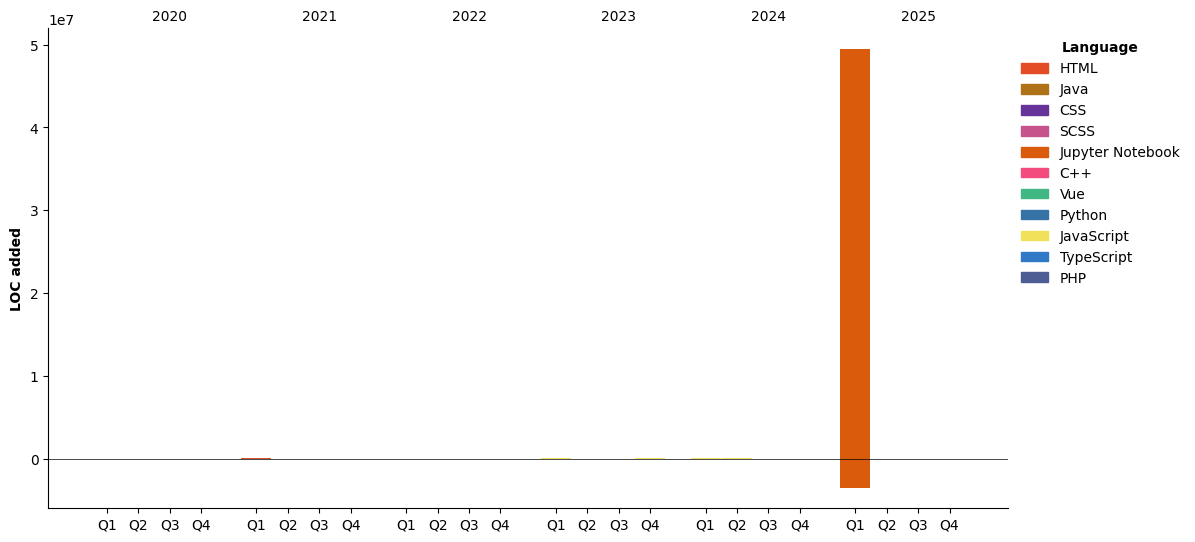 2020 2021 2022 2023 2024 2025
1e7
5
4
3
2
1
0
LOC added
Q1 Q2 Q3 Q4 Q1 Q2 Q3 Q4 Q1 Q2 Q3 Q4 Q1 Q2 Q3 Q4 Q1 Q2 Q3 Q4 Q1 Q2 Q3 Q4
Language
HTML
Java
CSS
SCSS
Jupyter Notebook
C++
Vue
Python
JavaScript
TypeScript
PHP